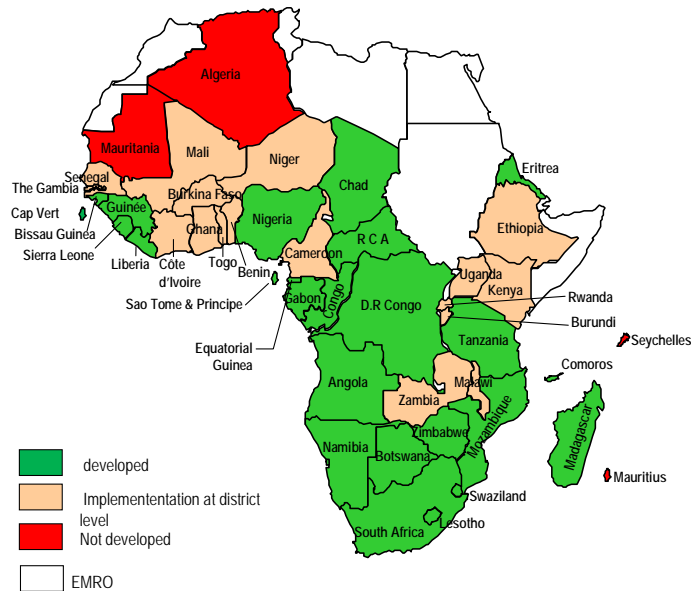 Algeria
Mauritania
Mali
Niger
Senegal
The Gambia
Burkina Faso
Chad
Eritrea
Cap Vert
Guinée
Nigeria
Bissau Guinea
Ghana
R C A
Ethiopia
Sierra Leone
Cameroon
Liberia
Côte
d'Ivoire
Togo
Benin
Uganda
Kenya
Sao Tome & Principe
Gabon
Congo
D.R Congo
Rwanda
Burundi
Equatorial
Guinea
Tanzania
Seychelles
Comoros
Angola
Malawi
Zambia
Mozambique
Zimbabwe
Madagascar
Namibia
Botswana
Mauritius
Swaziland
South Africa
Lesotho
developed
Implemententation at district
level
Not developed
EMRO